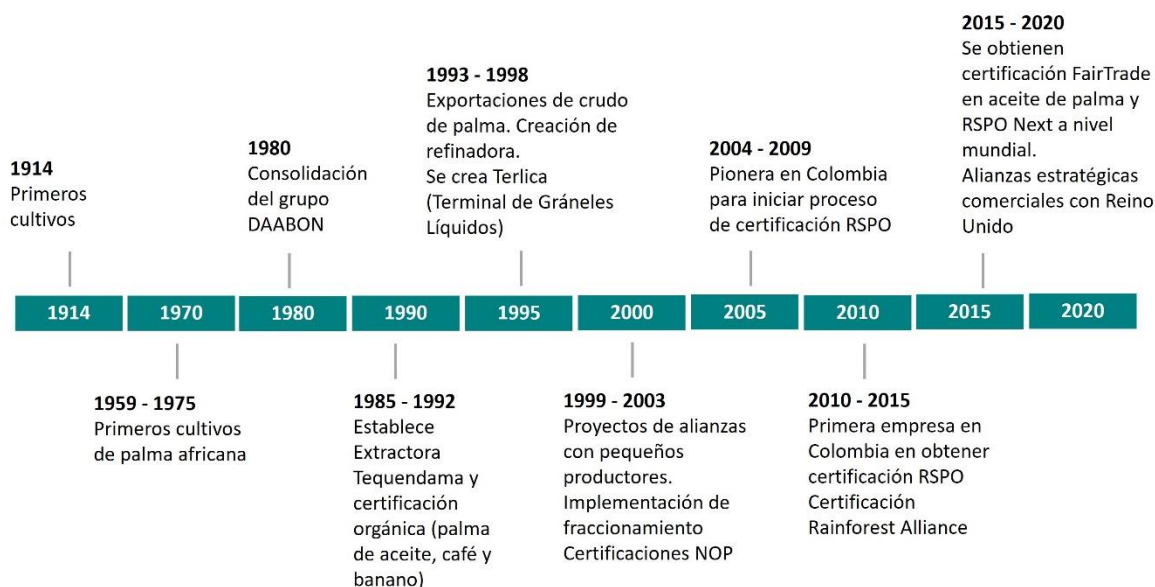 2015 - 2020
Se obtienen
certificación FairTrade
en aceite de palma y
RSPO Next a nivel
mundial.
Alianzas estratégicas
comerciales con Reino
Unido
1993 - 1998
Exportaciones de crudo
de palma. Creación de
refinadora.
Se crea Terlica
(Terminal de Gráneles
Líquidos)
2004 - 2009
Pionera en Colombia
para iniciar proceso
de certificación RSPO
1914
Primeros
cultivos
1980
Consolidación
del grupo
DAABON
1914 1970 1980 1990 1995 2000 2005 2010 2015 2020
1959 - 1975
Primeros cultivos
de palma africana
1985 - 1992
Establece
Extractora
Tequendama y
certificación
orgánica (palma
de aceite, café y
banano)
1999 - 2003
Proyectos de alianzas
con pequeños
productores.
Implementación de
fraccionamiento
Certificaciones NOP
2010 - 2015
Primera empresa en
Colombia en obtener
certificación RSPO
Certificación
Rainforest Alliance